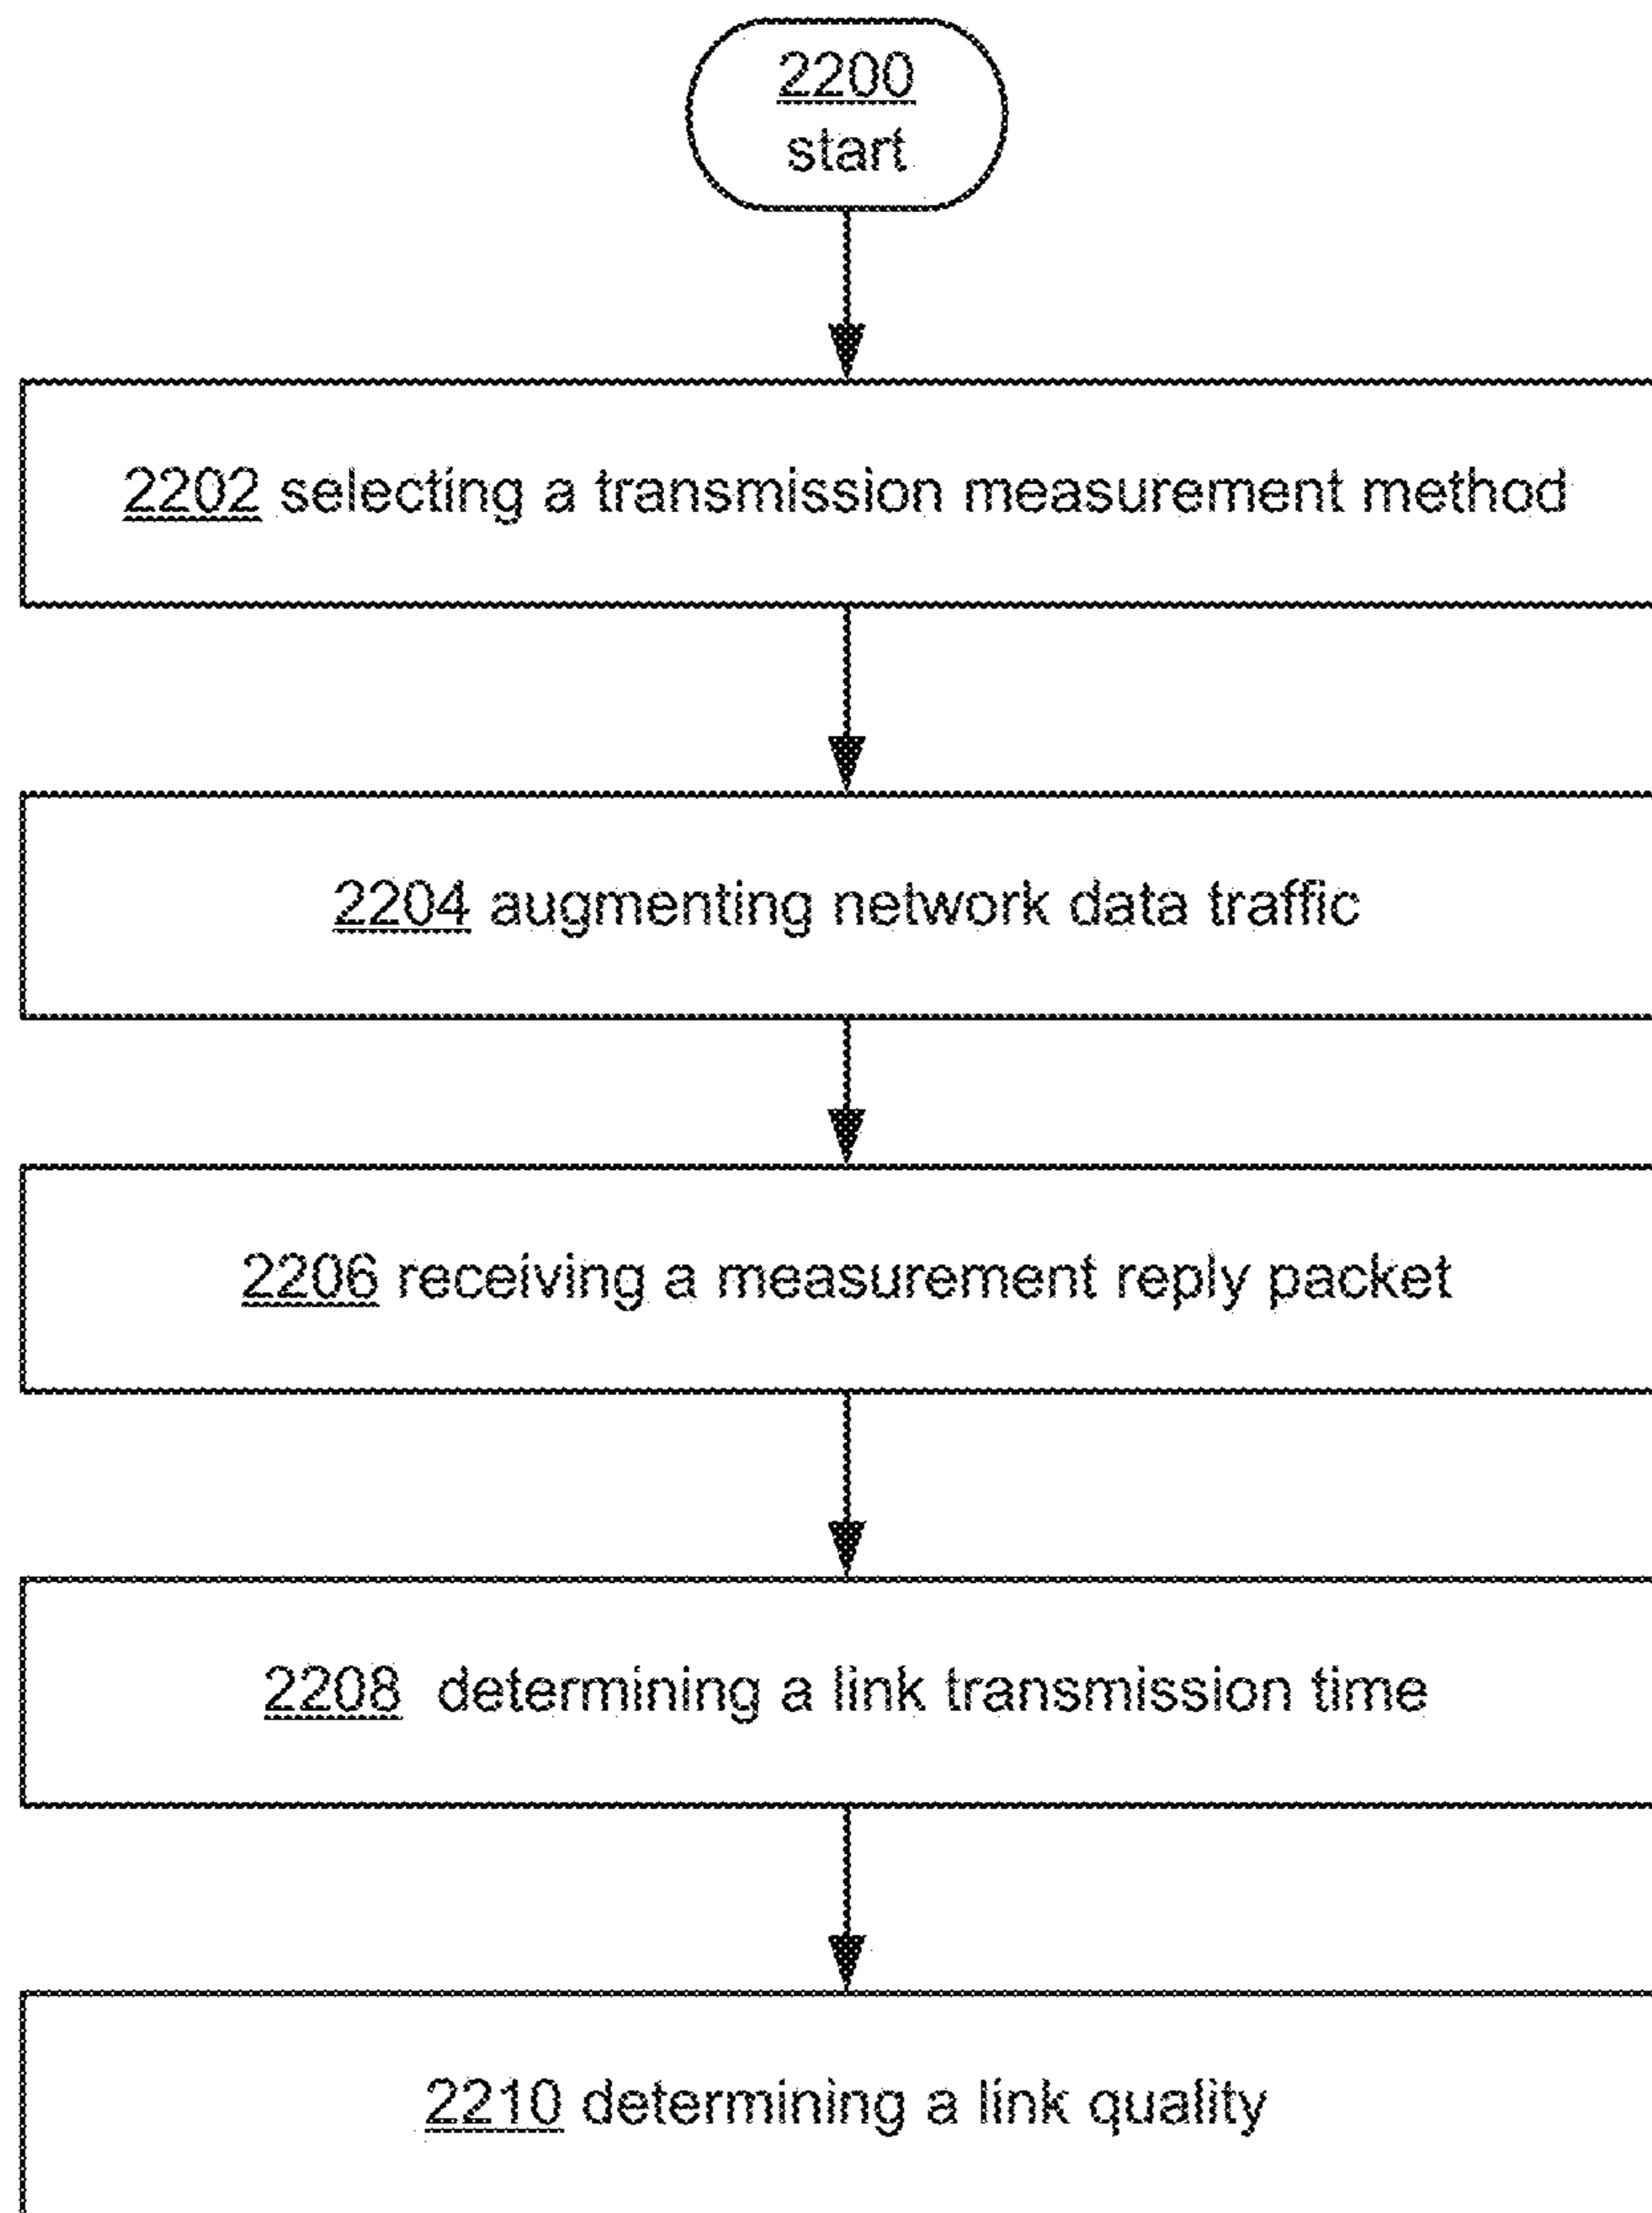 2200
start
2202 selecting a transmission measurement method
2204 augmenting network data traffic
2206 receiving a measurement reply packet
2208 determining a link transmission time
2210 determining a link quality